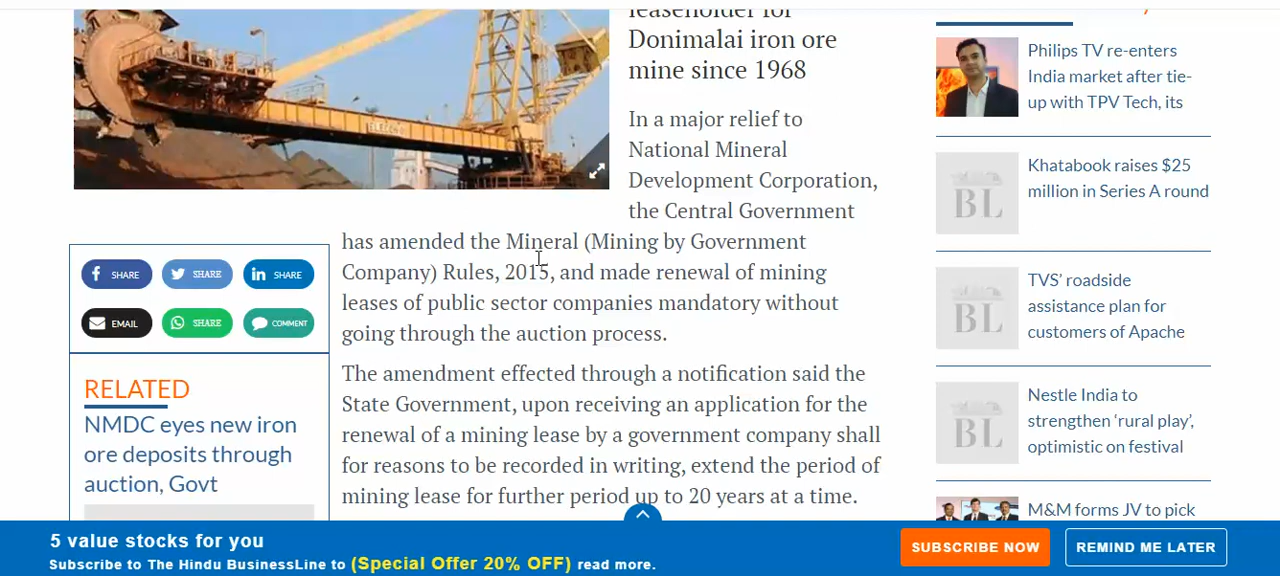 leaseholder for
Donimalai iron ore
mine since 1968
In a major relief to
National Mineral
Development Corporation,
the Central Government
has amended the Mineral (Mining by Government
Company) Rules, 2015, and made renewal of mining
leases of public sector companies mandatory without
going through the auction process.
The amendment effected through a notification said the
State Government, upon receiving an application for the
renewal of a mining lease by a government company shall
for reasons to be recorded in writing, extend the period of
mining lease for further period up to 20 years at a time.
ELECON
SHARE
SHARE
SHARE
EMAIL
SHARE
COMMENT
RELATED
NMDC eyes new iron
ore deposits through
auction, Govt
Philips TV re-enters
India market after tie-
up with TPV Tech, its
BL
Khatabook raises $25
million in Series A round
BL
TVS’ roadside
assistance plan for
customers of Apache
BL
Nestle India to
strengthen ‘rural play’,
optimistic on festival
M&M forms JV to pick
5 value stocks for you
Subscribe to The Hindu BusinessLine to (Special Offer 20% OFF) read more.
SUBSCRIBE NOW
REMIND ME LATER